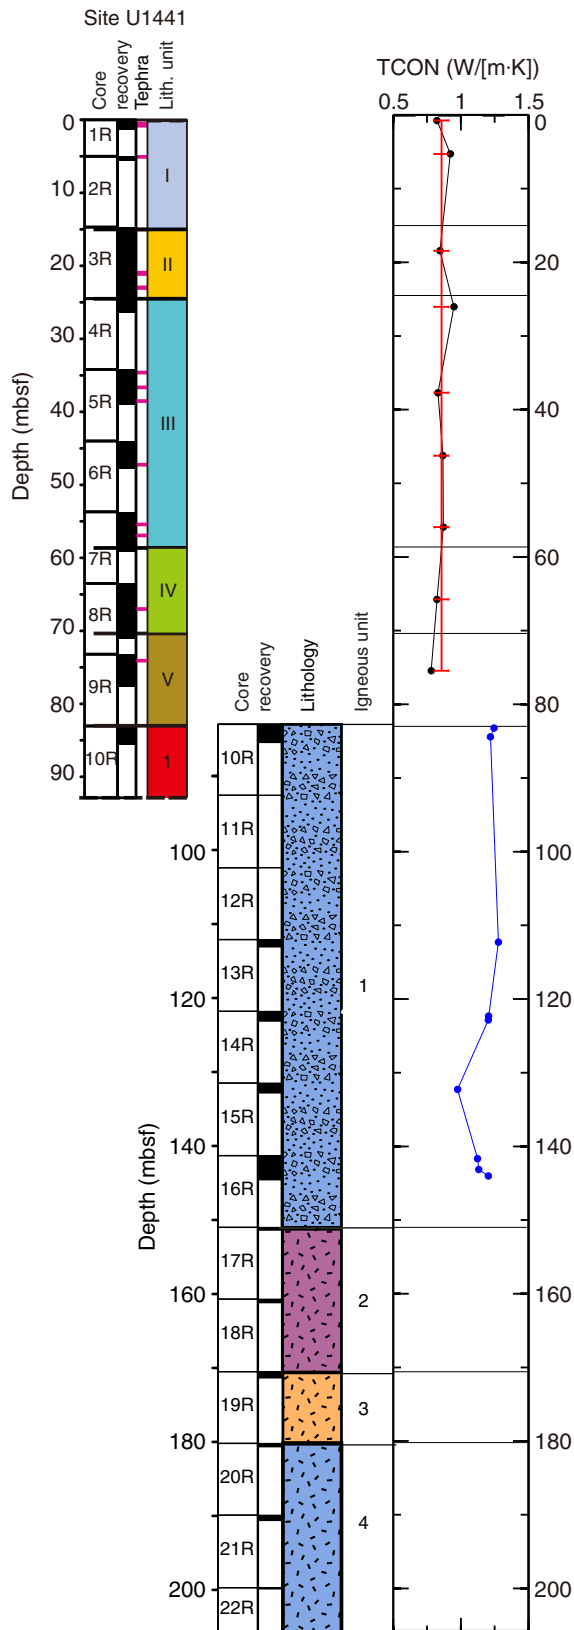 Site U1441
Core
recovery
Tephra
Lith. unit
TCON (W/[m·K])
0.5 1 1.5
0
10
20
30
40
50
60
70
80
90
Depth (mbsf)
1R
2R
3R
4R
5R
6R
7R
8R
9R
10R
I
II
III
IV
V
1
0
20
40
60
80
100
120
140
160
180
200
Core
recovery
Lithology
Igneous unit
10R
11R
12R
13R
14R
15R
16R
17R
18R
19R
20R
21R
22R
1
2
3
4
100
120
140
160
180
200
Depth (mbsf)